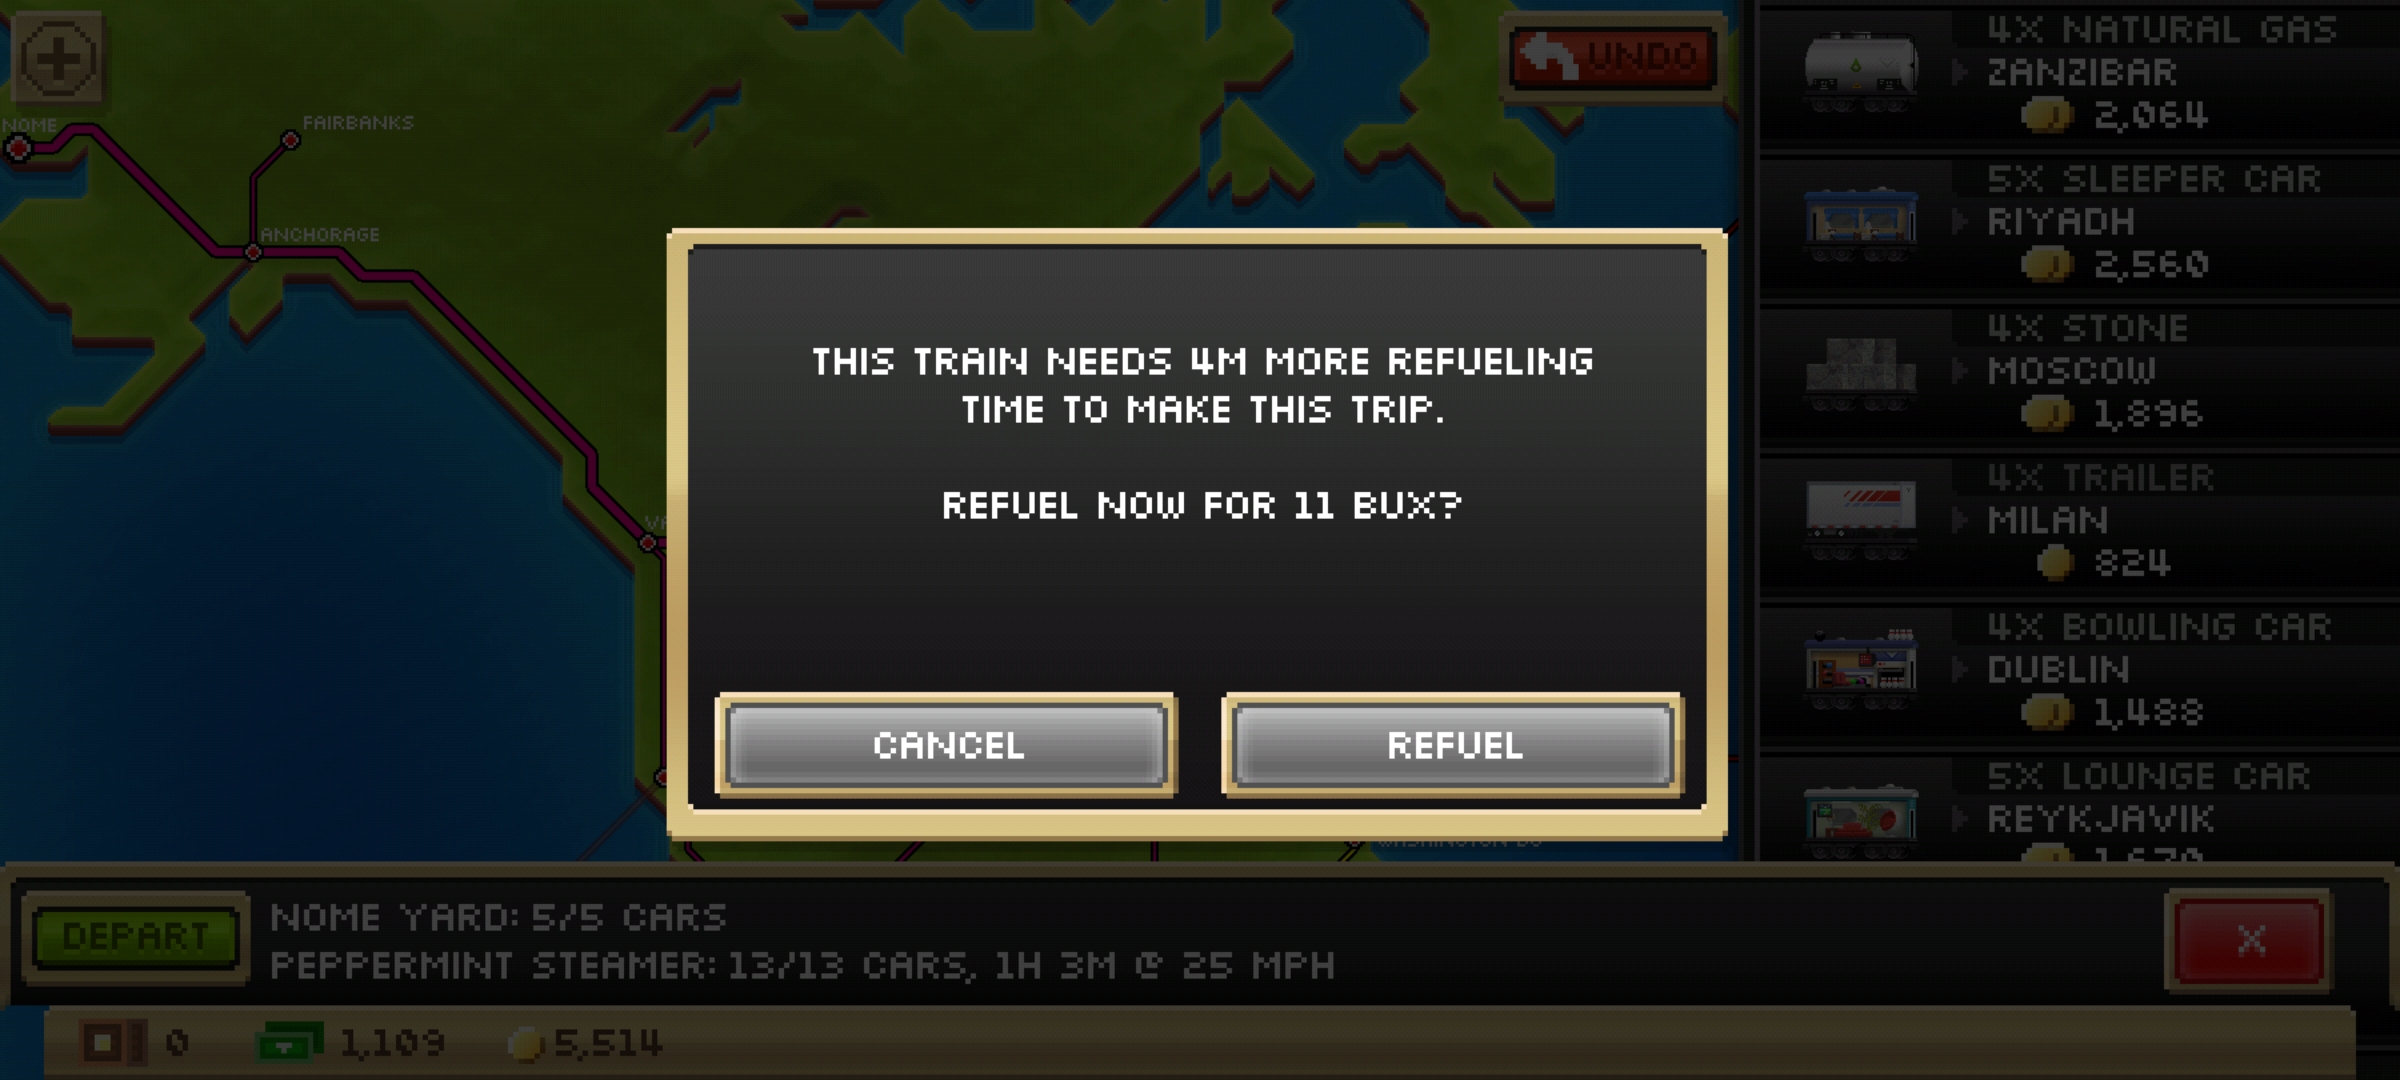 UNDO
NOME
FAIRBANKS
ANCHORAGE
THIS TRAIN NEEDS 4M MORE REFUELING
TIME TO MAKE THIS TRIP.
REFUEL NOW FOR 11 BUX?
CANCEL
REFUEL
4X NATURAL GAS
ZANZIBAR
2,064
5X SLEEPER CAR
RIYADH
2,560
4X STONE
MOSCOW
1,896
4X TRAILER
MILAN
824
4X BOWLING CAR
DUBLIN
1,488
5X LOUNGE CAR
REYKJAVIK
DEPART
NOME YARD: 5/5 CARS
PEPPERMINT STEAMER: 13/13 CARS, 1H 3M @ 25 MPH
X
0
1,109
5,514